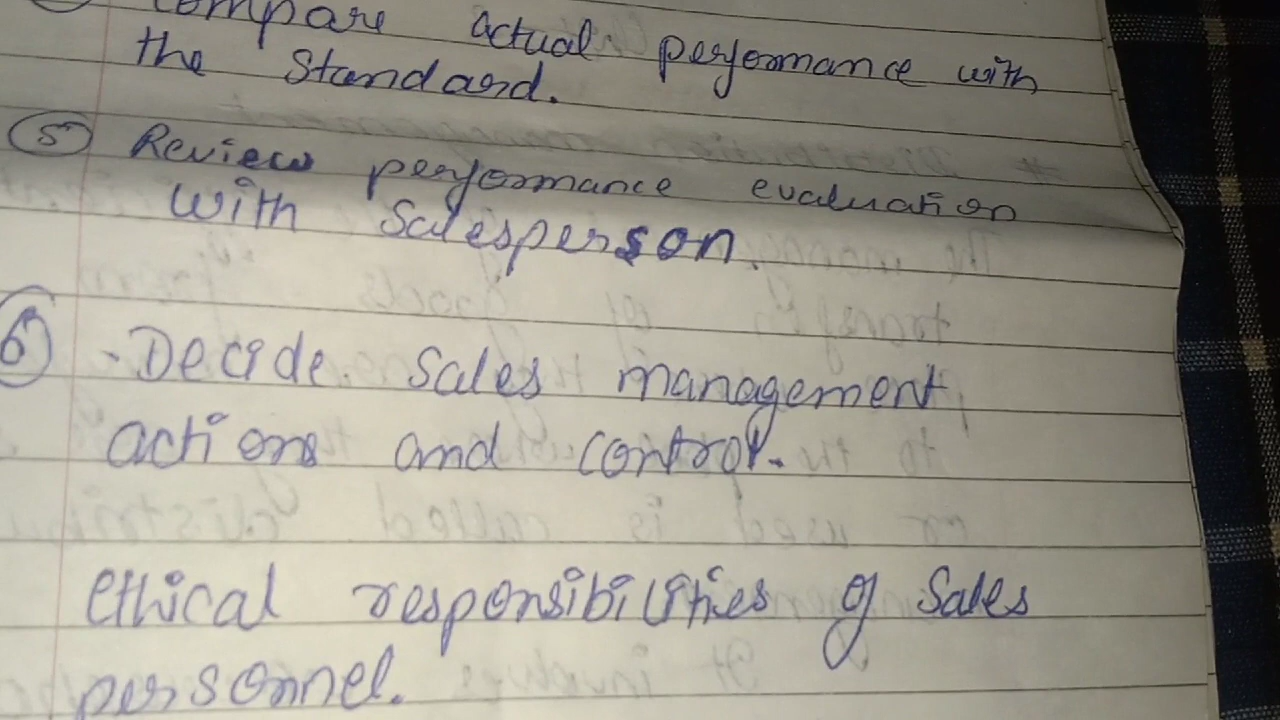 Compare actual performance with
the Standard.
⑤ Review performance evaluation
with Salesperson.
⑥ Decide Sales management
actions and control.
Ethical responsibilities of Sales
personnel.